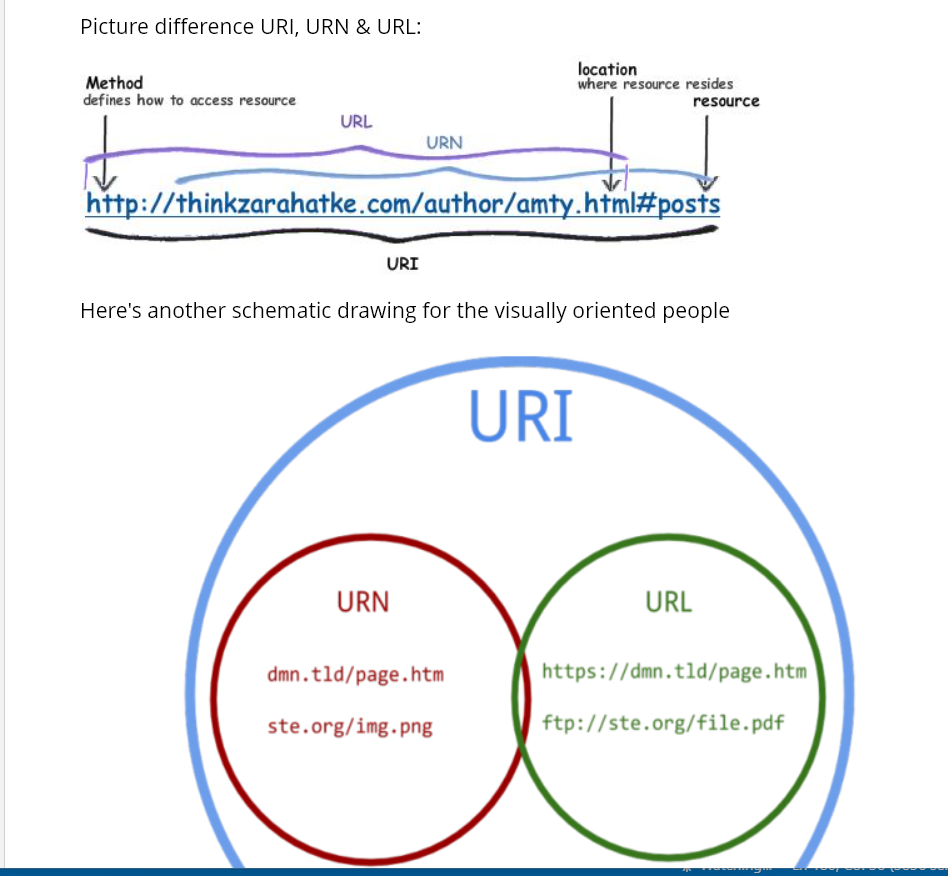 Picture difference URI, URN & URL:
location
Method
where resource resides
defines how to access resource
resource
URL
URN
http://thinkzarahatke.com/author/amty.html#posts
URI
Here's another schematic drawing for the visually oriented people
URI
URN
URL
dmn.tld/page.htm
https://dmn.tld/page.htm
ste.org/img.png
ftp://ste.org/file.pdf